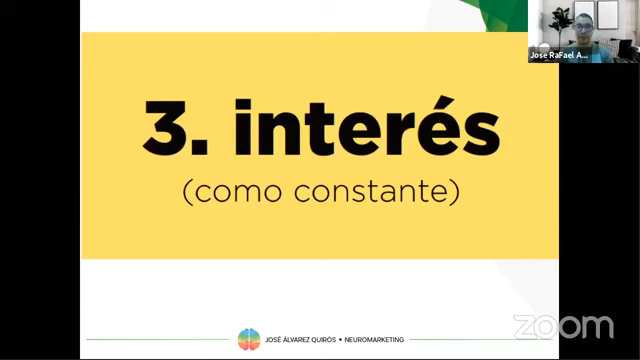 Jose RaFael A...
3. interés
(como constante)
JOSÉ ÁLVAREZ QUIRÓS • NEUROMARKETING
zoom